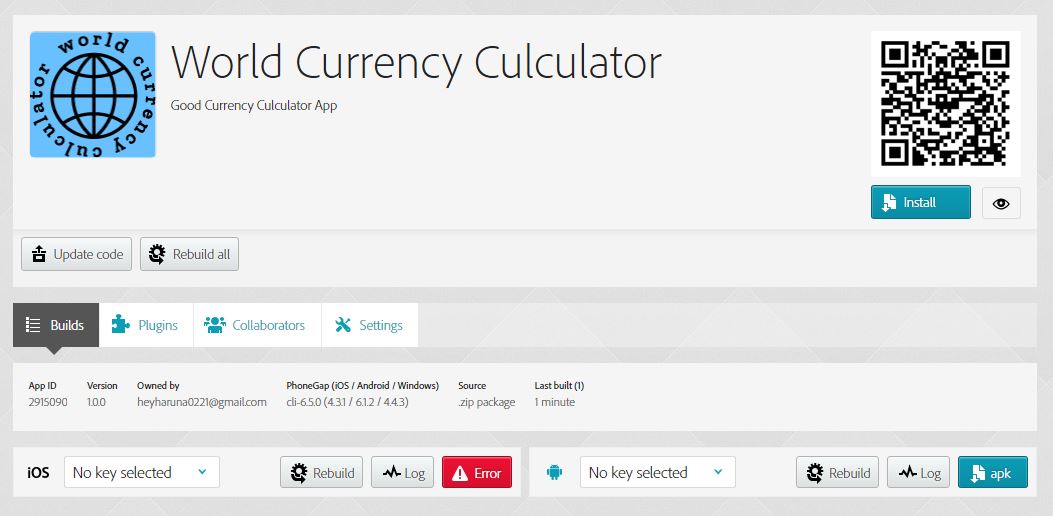 world currency culculator
World Currency Culculator
Good Currency Culculator App
Install
Update code
Rebuild all
Builds
Plugins
Collaborators
Settings
App ID
2915090
Version
1.0.0
Owned by
heyharuna0221@gmail.com
PhoneGap (iOS / Android / Windows)
cli-6.5.0 (4.3.1 / 6.1.2 / 4.4.3)
Source
.zip package
Last built (1)
1 minute
iOS
No key selected
Rebuild
Log
Error
No key selected
Rebuild
Log
apk